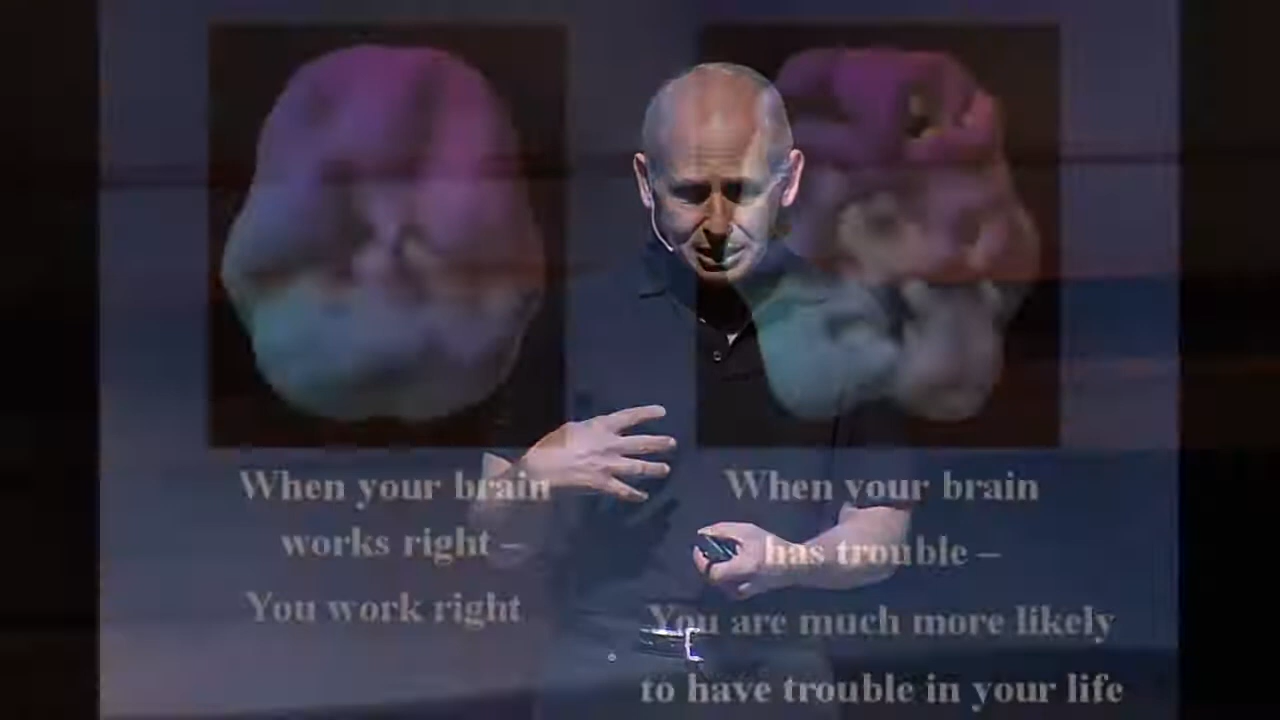 When your brain
works right –
You work right
When your brain
has trouble –
You are much more likely
to have trouble in your life